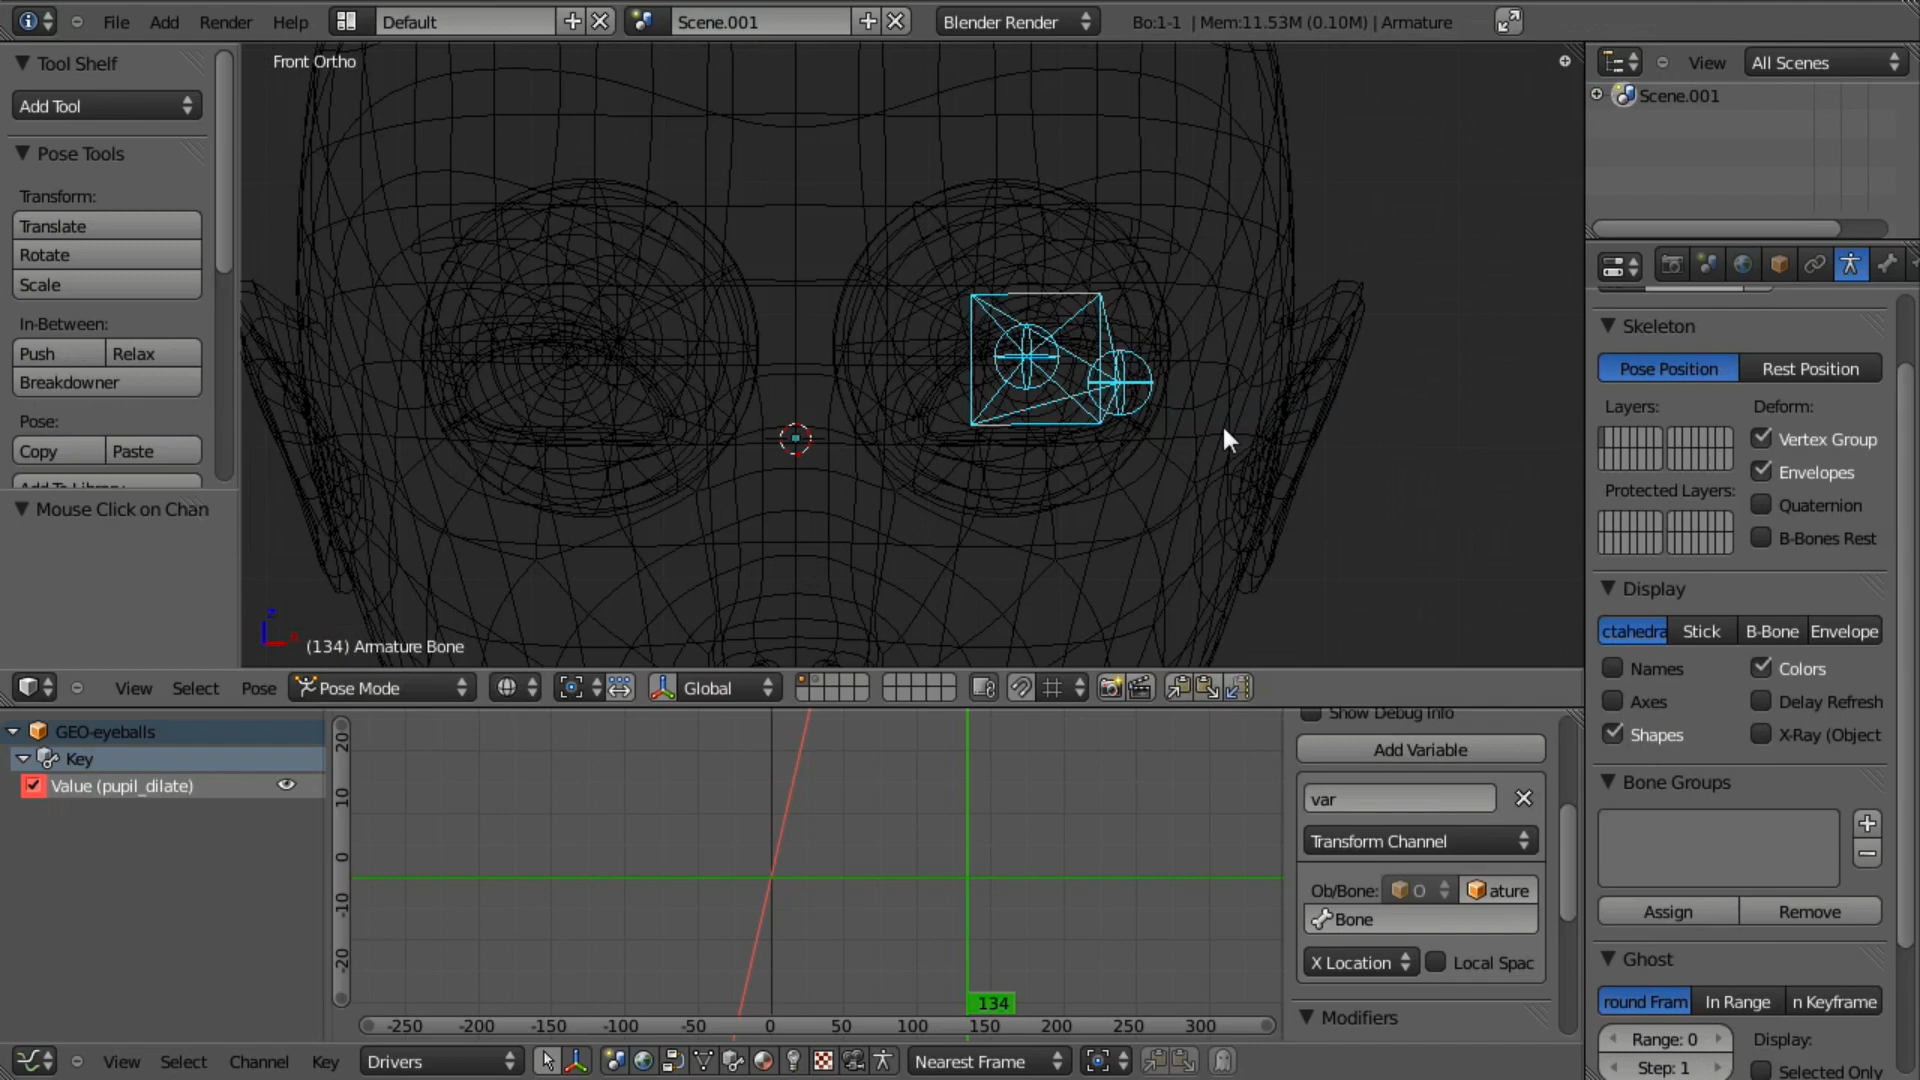 File Add Render Help Default Scene.001 Blender Render Bo:1-1 | Mem:11.53M (0.10M) | Armature
Tool Shelf
Add Tool
Pose Tools
Transform:
Translate
Rotate
Scale
In-Between:
Push Relax
Breakdowner
Pose:
Copy Paste
Mouse Click on Chan
Front Ortho
(134) Armature Bone
View Select Pose Pose Mode Global
GEO-eyeballs
Key
Value (pupil_dilate)
20
10
0
-10
-20
134
-250 -200 -150 -100 -50 0 50 100 150 200 250 300
Show Debug Info
Add Variable
var
Transform Channel
Ob/Bone: O ature
Bone
X Location Local Spac
Modifiers
View Select Channel Key Drivers Nearest Frame
View All Scenes
Scene.001
Skeleton
Pose Position Rest Position
Layers: Deform:
Vertex Group
Envelopes
Protected Layers:
Quaternion
B-Bones Rest
Display
ctahedra Stick B-Bone Envelope
Names Colors
Axes Delay Refresh
Shapes X-Ray (Object
Bone Groups
Assign Remove
Ghost
round Fram In Range n Keyframe
Range: 0 Display:
Step: 1 Selected Only